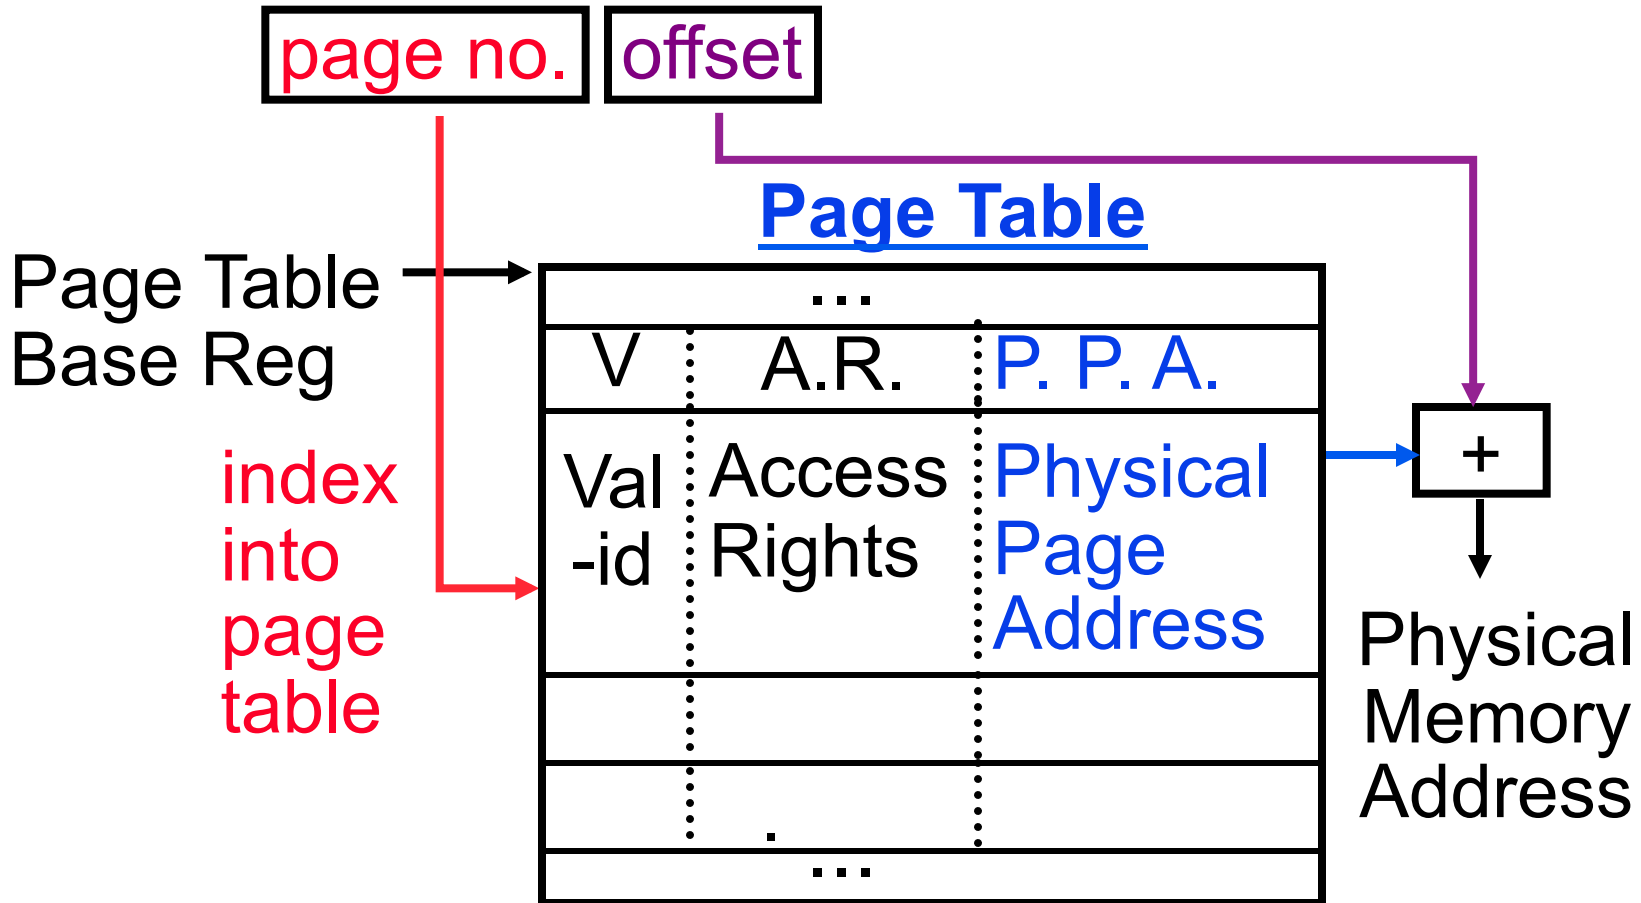 page no. offset
Page Table
Page Table
Base Reg
...
V A.R. P. P. A.
+
index
into
page
table
Val
-id
Access
Rights
Physical
Page
Address
Physical
Memory
Address
.
...